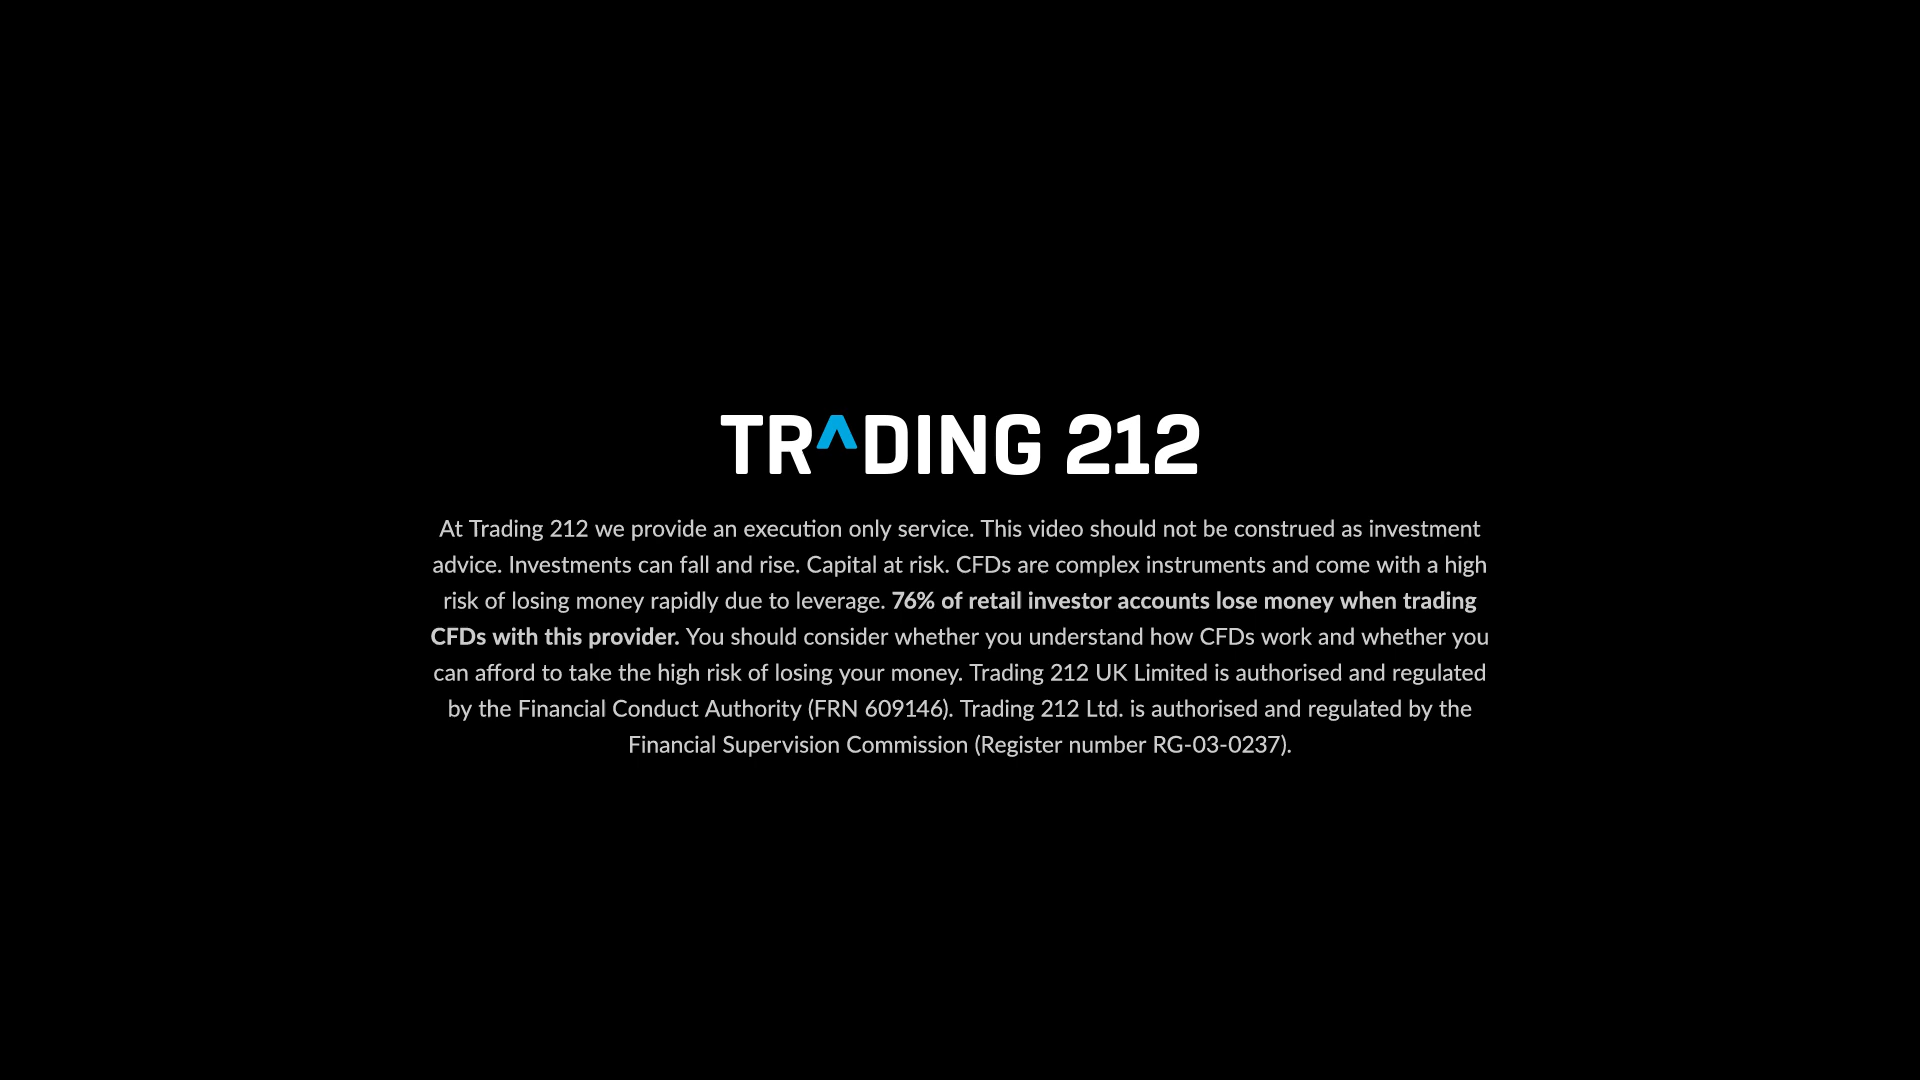 TR^DING 212
At Trading 212 we provide an execution only service. This video should not be construed as investment
advice. Investments can fall and rise. Capital at risk. CFDs are complex instruments and come with a high
risk of losing money rapidly due to leverage. 76% of retail investor accounts lose money when trading
CFDs with this provider. You should consider whether you understand how CFDs work and whether you
can afford to take the high risk of losing your money. Trading 212 UK Limited is authorised and regulated
by the Financial Conduct Authority (FRN 609146). Trading 212 Ltd. is authorised and regulated by the
Financial Supervision Commission (Register number RG-03-0237).